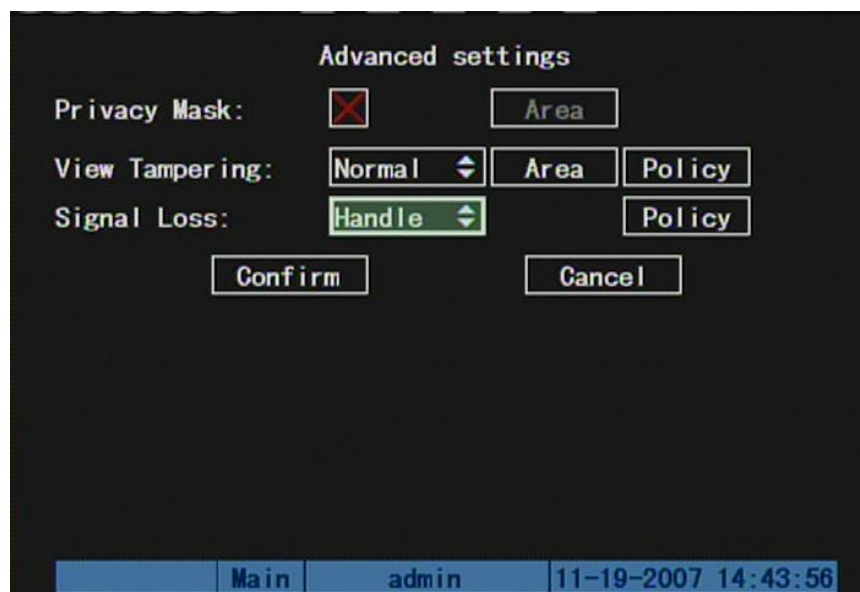 Advanced settings
Privacy Mask: Area
View Tampering: Normal Area Policy
Signal Loss: Handle Policy
Confirm Cancel
Main admin 11-19-2007 14:43:56